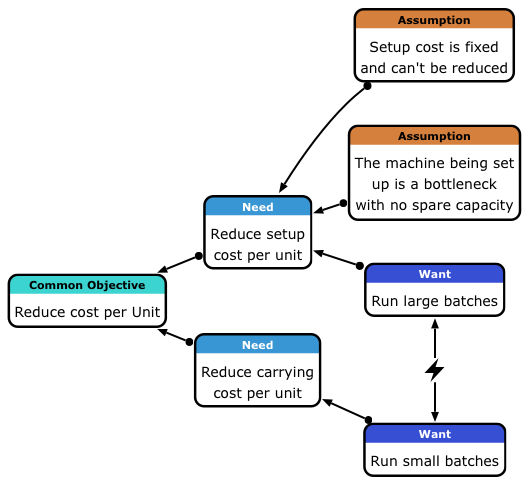 Assumption
Setup cost is fixed
and can't be reduced
Assumption
The machine being set
up is a bottleneck
with no spare capacity
Need
Reduce setup
cost per unit
Want
Run large batches
Common Objective
Reduce cost per Unit
Need
Reduce carrying
cost per unit
Want
Run small batches